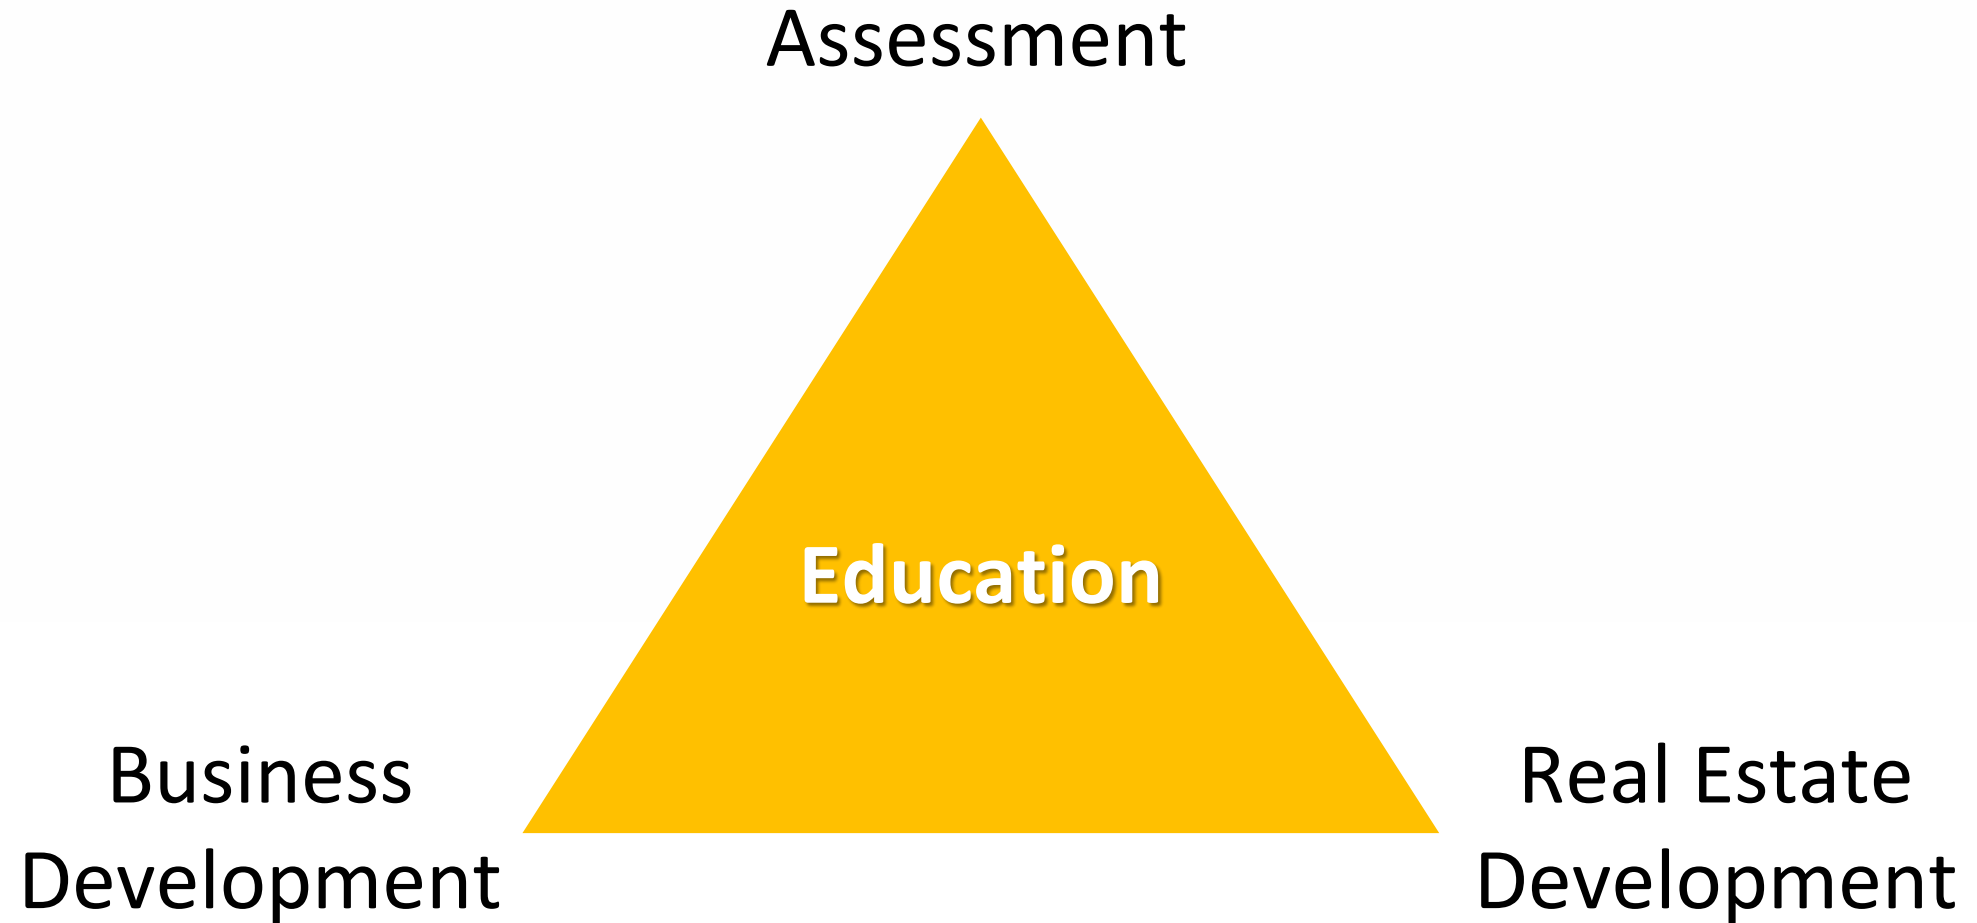 Assessment
Education
Business
Development
Real Estate
Development